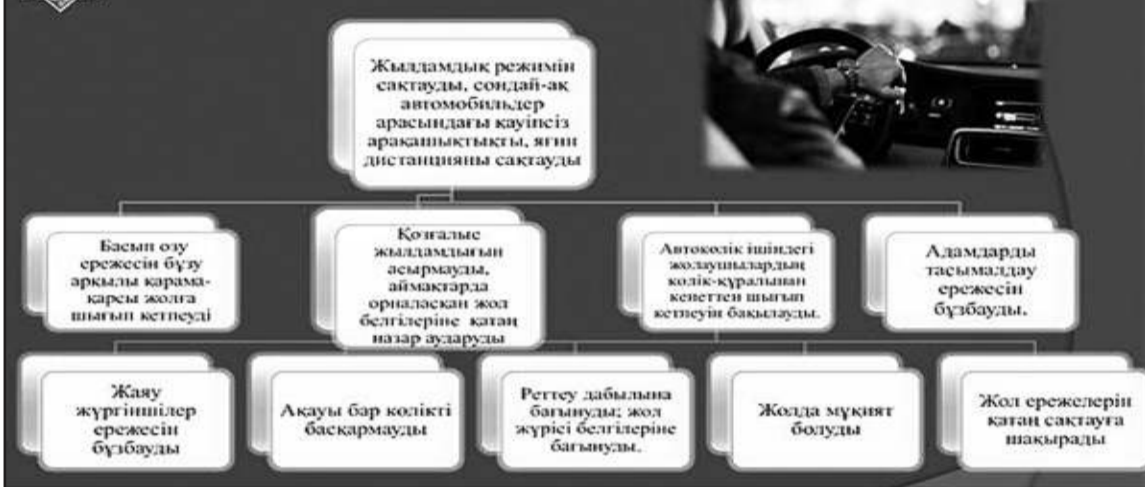 Жылдамдық режимін
сақтауды, сондай-ақ
автомобильдер
арасындағы қауіпсіз
арақашықтықты, яғни
дистанцияны сақтауды
Басып озу
ережесін бұзу
арқылы қарама-
қарсы жолға
шығып кетпеуді
Қозғалыс
жылдамдығын
асырмауды,
аймақтарда
орналасқан жол
белгілеріне қатаң
назар аударуды
Автокөлік ішіндегі
жолаушылардың
көлік-құралынан
кенеттен шығып
кетпеуін бақылауды.
Адамдарды
тасымалдау
ережесін
бұзбауды.
Жаяу
жүргіншілер
ережесін
бұзбауды
Ақауы бар көлікті
басқармауды
Реттеу дабылына
бағынуды; жол
жүрісі белгілеріне
бағынуды.
Жолда мұқият
болуды
Жол ережелерін
қатаң сақтауға
шақырады